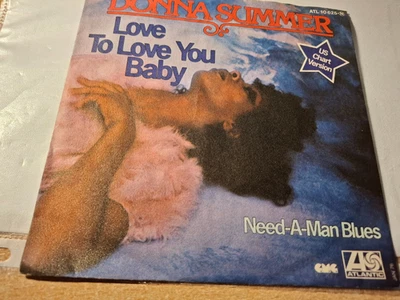 DONNA SUMMER
Love
To Love You
Baby
US
Chart
Version
Need-A-Man Blues
ATLANTIC